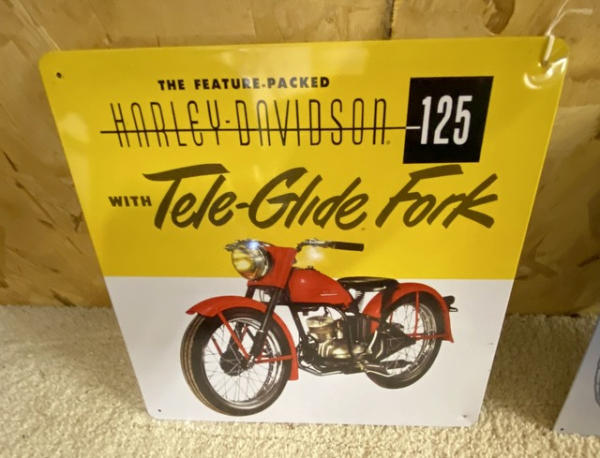 THE FEATURE-PACKED
HARLEY-DAVIDSON® 125
WITH Tele-Glide Fork